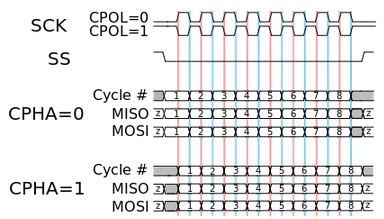 SCK CPOL=0
CPOL=1
SS
Cycle # 1 2 3 4 5 6 7 8
CPHA=0 MISO z 1 2 3 4 5 6 7 8 z
MOSI z 1 2 3 4 5 6 7 8 z
Cycle # 1 2 3 4 5 6 7 8
CPHA=1 MISO z 1 2 3 4 5 6 7 8 z
MOSI z 1 2 3 4 5 6 7 8 z